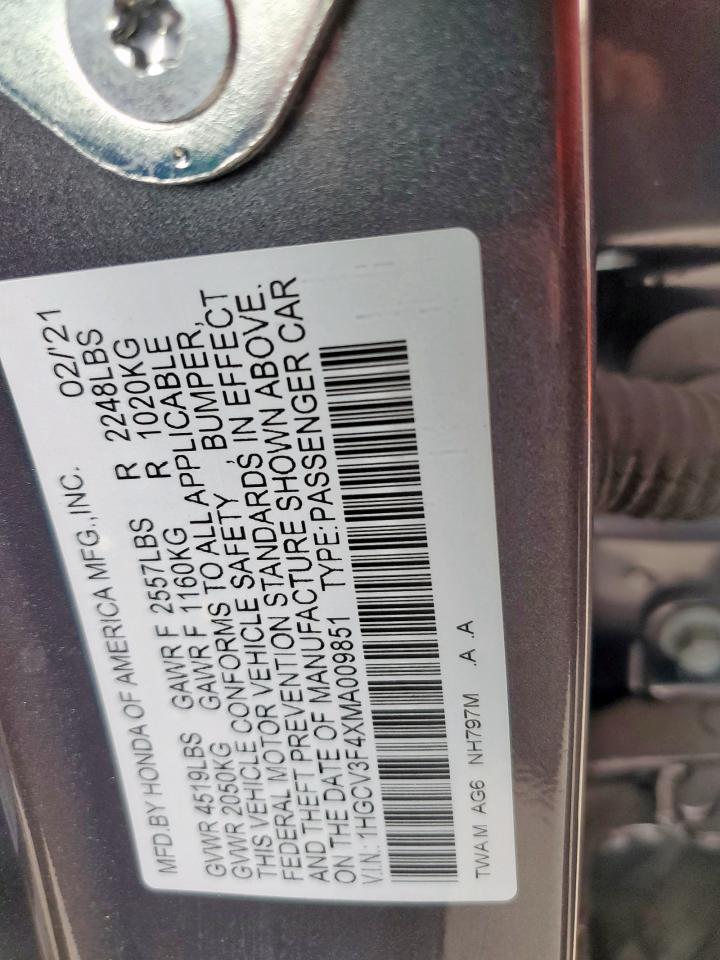 MFD.BY HONDA OF AMERICA MFG.,INC. 02/'21
GVWR 4519LBS GAWR F 2557LBS R 2248LBS
GVWR 2050KG GAWR F 1160KG R 1020KG
THIS VEHICLE CONFORMS TO ALL APPLICABLE
FEDERAL MOTOR VEHICLE SAFETY , BUMPER,
AND THEFT PREVENTION STANDARDS IN EFFECT
ON THE DATE OF MANUFACTURE SHOWN ABOVE.
V.I.N.: 1HGCV3F4XMA009851 TYPE:PASSENGER CAR
TWAM AG6 NH797M .A .A